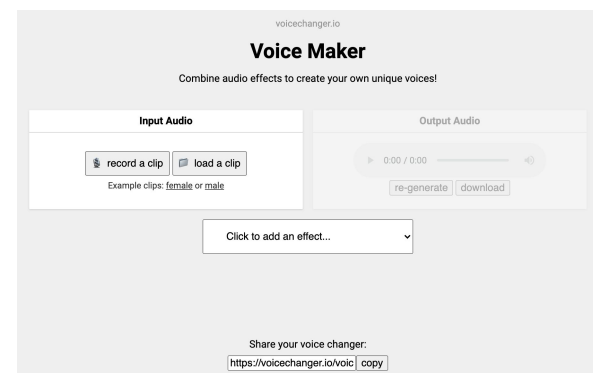 voicechanger.io
Voice Maker
Combine audio effects to create your own unique voices!
Input Audio
record a clip
load a clip
Example clips: female or male
Output Audio
0:00 / 0:00
re-generate
download
Click to add an effect...
Share your voice changer:
https://voicechanger.io/voic
copy